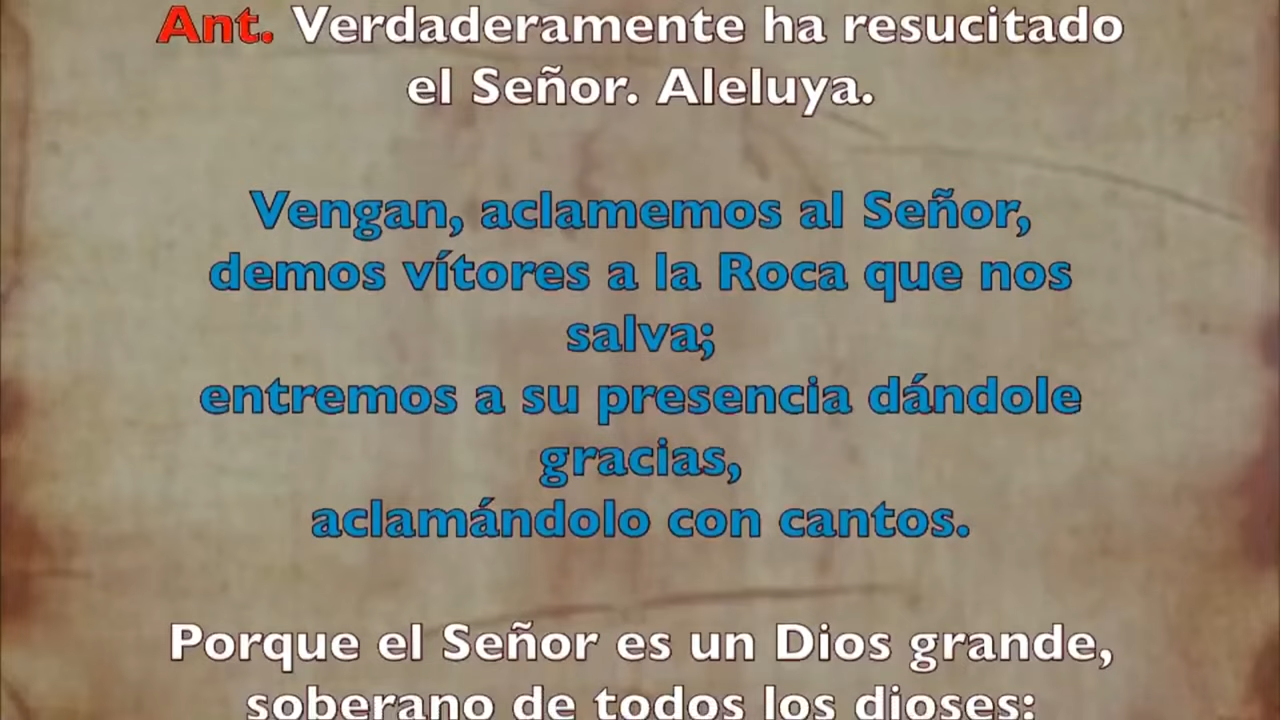 Ant. Verdaderamente ha resucitado
el Señor. Aleluya.
Vengan, aclamemos al Señor,
demos vítores a la Roca que nos
salva;
entremos a su presencia dándole
gracias,
aclamándolo con cantos.
Porque el Señor es un Dios grande,
soberano de todos los dioses: